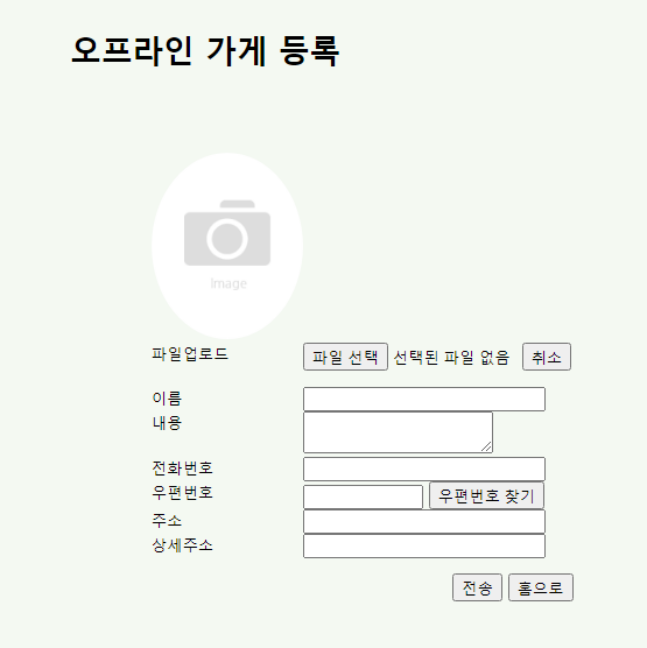 오프라인 가게 등록
image
파일업로드 파일 선택 선택된 파일 없음 취소
이름
내용
전화번호
우편번호 우편번호 찾기
주소
상세주소
전송 홈으로